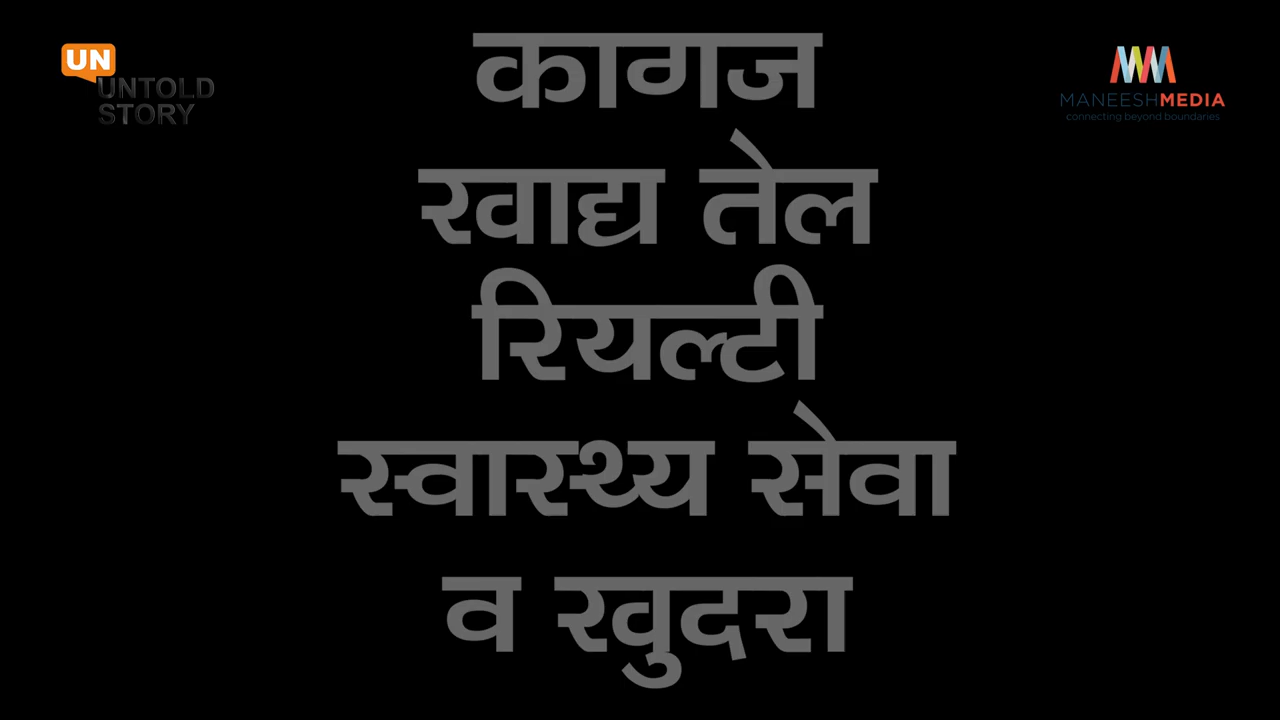 UN
UNTOLD
STORY
MANEESHMEDIA
connecting beyond boundaries
कागज
खाद्य तेल
रियल्टी
स्वास्थ्य सेवा
व खुदरा